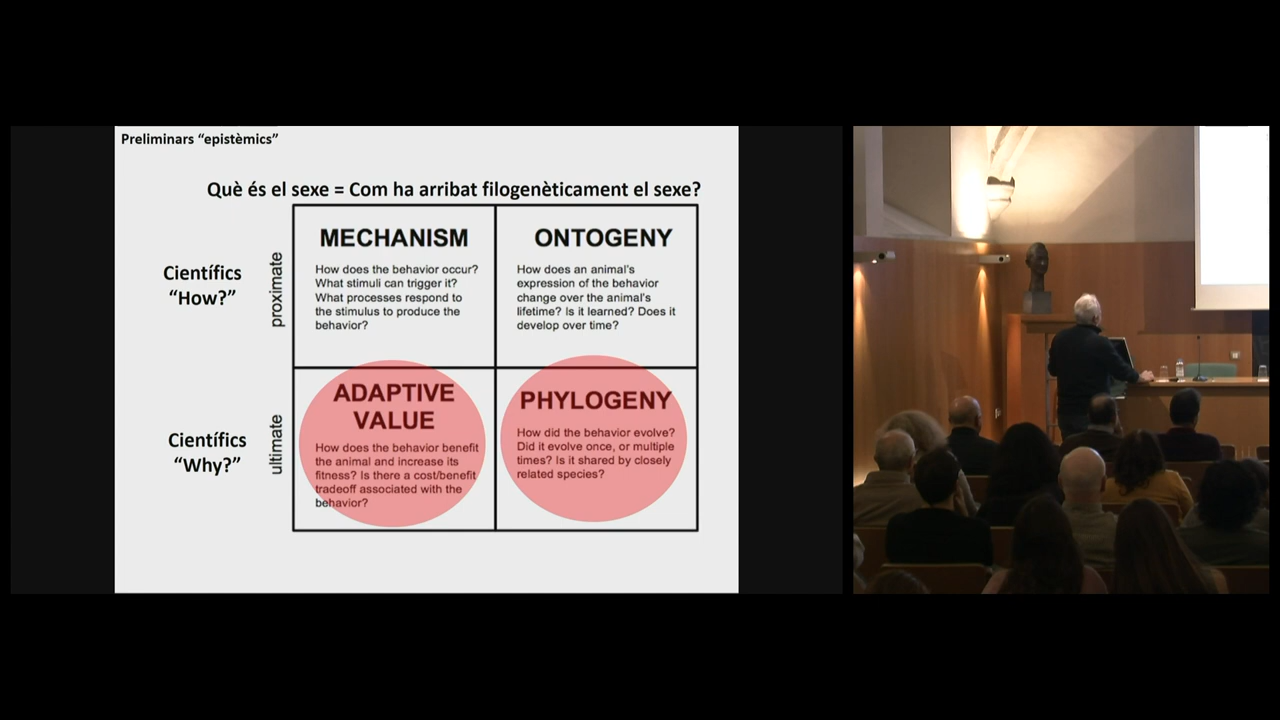 Preliminars “epistèmics”
Què és el sexe = Com ha arribat filogenèticament el sexe?
Científics
“How?”
proximate
MECHANISM
How does the behavior occur?
What stimuli can trigger it?
What processes respond to
the stimulus to produce the
behavior?
ONTOGENY
How does an animal's
expression of the behavior
change over the animal's
lifetime? Is it learned? Does it
develop over time?
Científics
“Why?”
ultimate
ADAPTIVE
VALUE
How does the behavior benefit
the animal and increase its
fitness? Is there a cost/benefit
tradeoff associated with the
behavior?
PHYLOGENY
How did the behavior evolve?
Did it evolve once, or multiple
times? Is it shared by closely
related species?